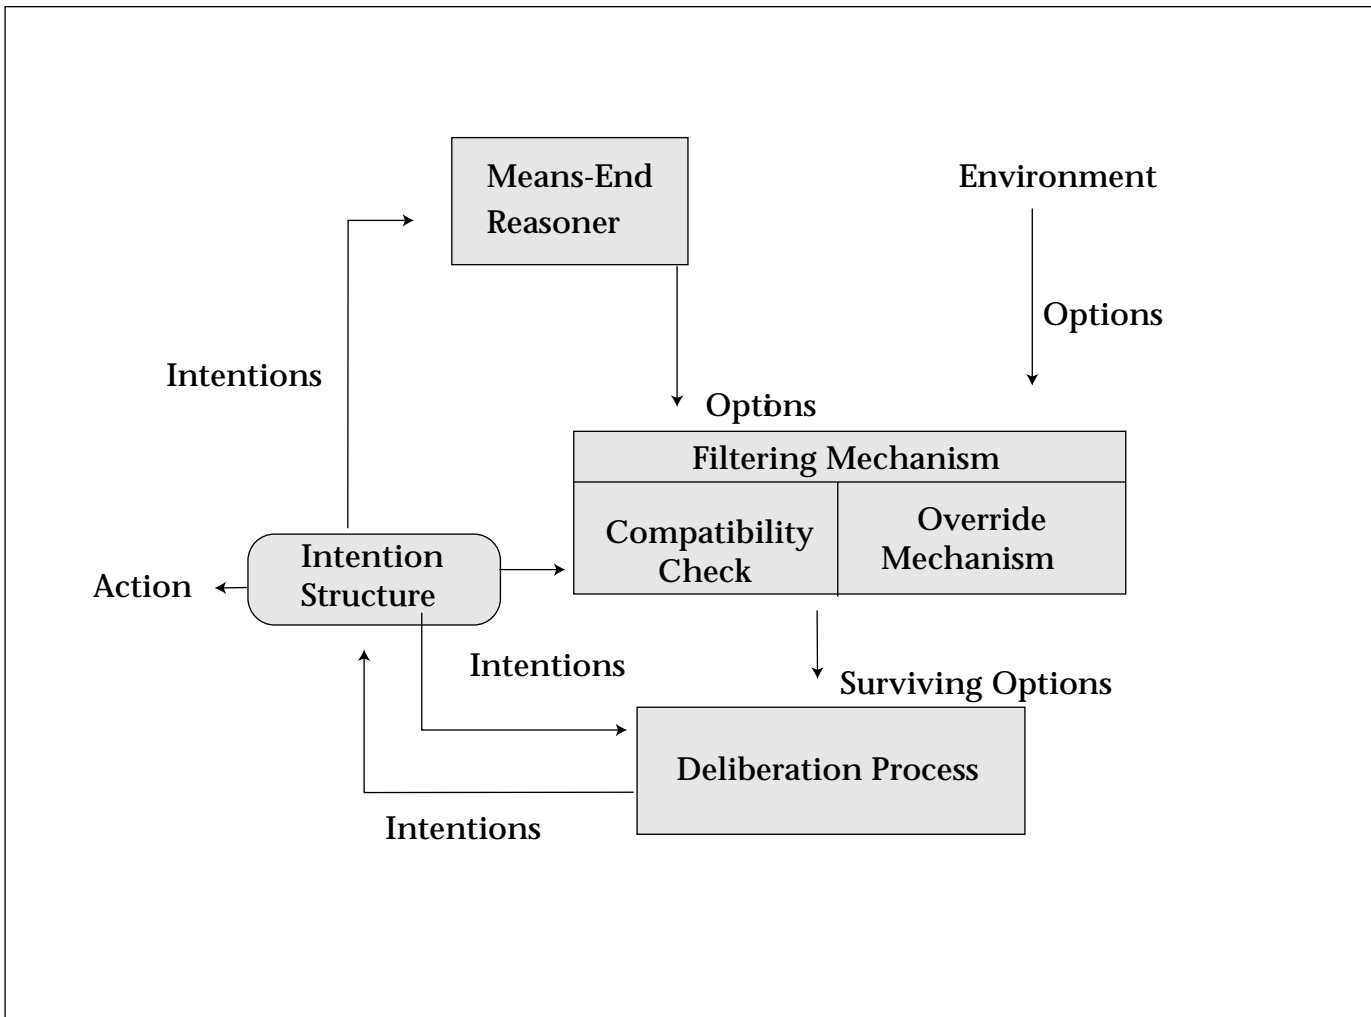 Means-End
Reasoner
Environment
Options
Intentions
Options
Filtering Mechanism
Compatibility
Check
Override
Mechanism
Intention
Structure
Action
Intentions
Surviving Options
Deliberation Process
Intentions